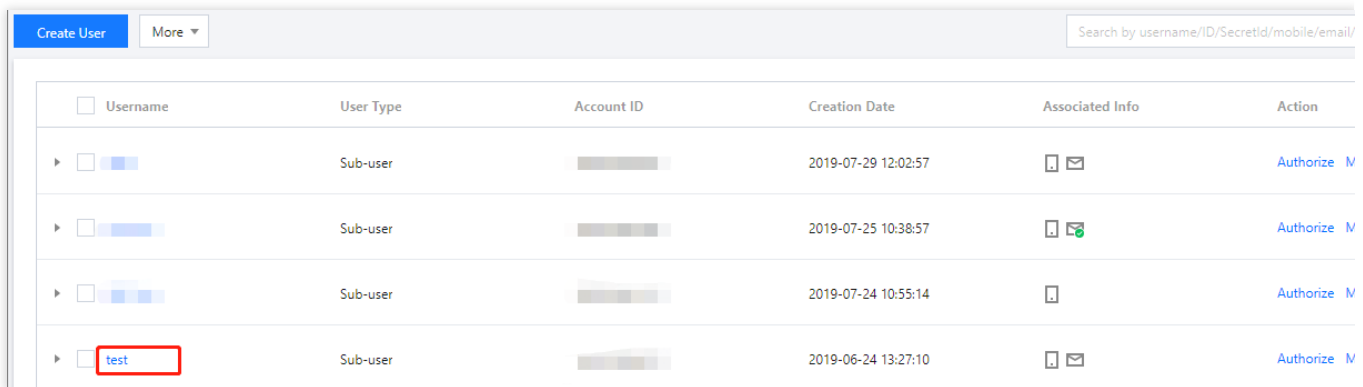 Create User More Search by username/ID/SecretId/mobile/email/
Username User Type Account ID Creation Date Associated Info Action
Sub-user 2019-07-29 12:02:57 Authorize M
Sub-user 2019-07-25 10:38:57 Authorize M
Sub-user 2019-07-24 10:55:14 Authorize M
test Sub-user 2019-06-24 13:27:10 Authorize M